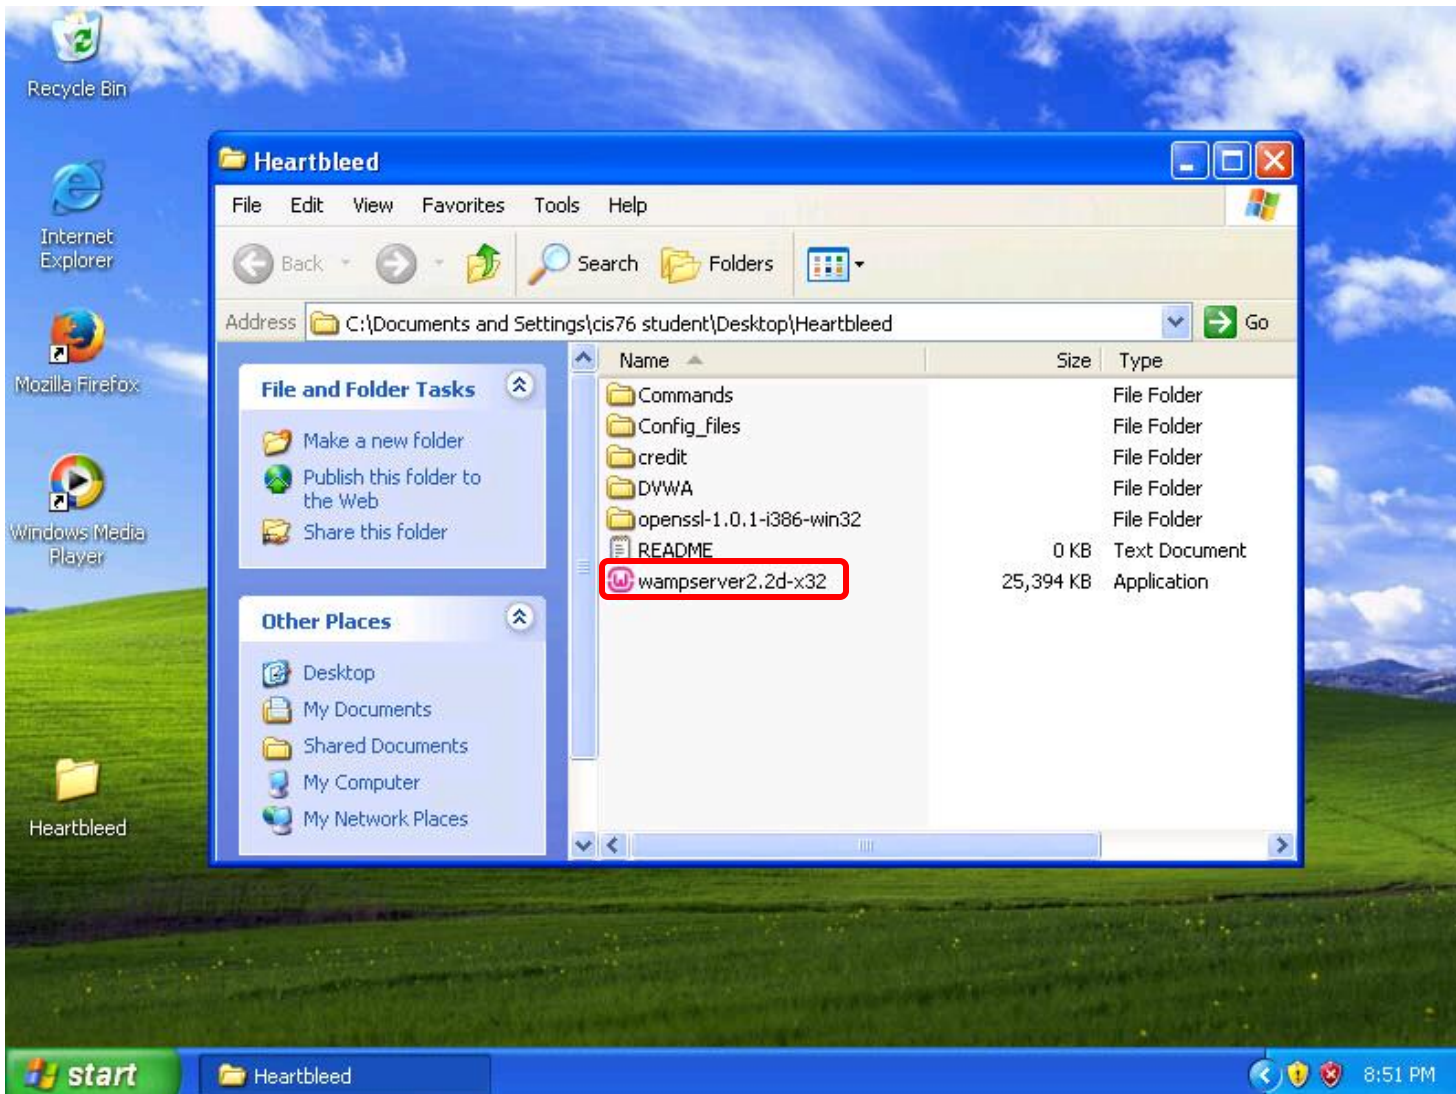 Recycle Bin
Internet
Explorer
Mozilla Firefox
Windows Media
Player
Heartbleed
Heartbleed
File Edit View Favorites Tools Help
Back Search Folders
Address C:\Documents and Settings\cis76 student\Desktop\Heartbleed Go
File and Folder Tasks
Make a new folder
Publish this folder to
the Web
Share this folder
Other Places
Desktop
My Documents
Shared Documents
My Computer
My Network Places
Name Size Type
Commands File Folder
Config_files File Folder
credit File Folder
DVWA File Folder
openssl-1.0.1-i386-win32 File Folder
README 0 KB Text Document
wampserver2.2d-x32 25,394 KB Application
start Heartbleed 8:51 PM